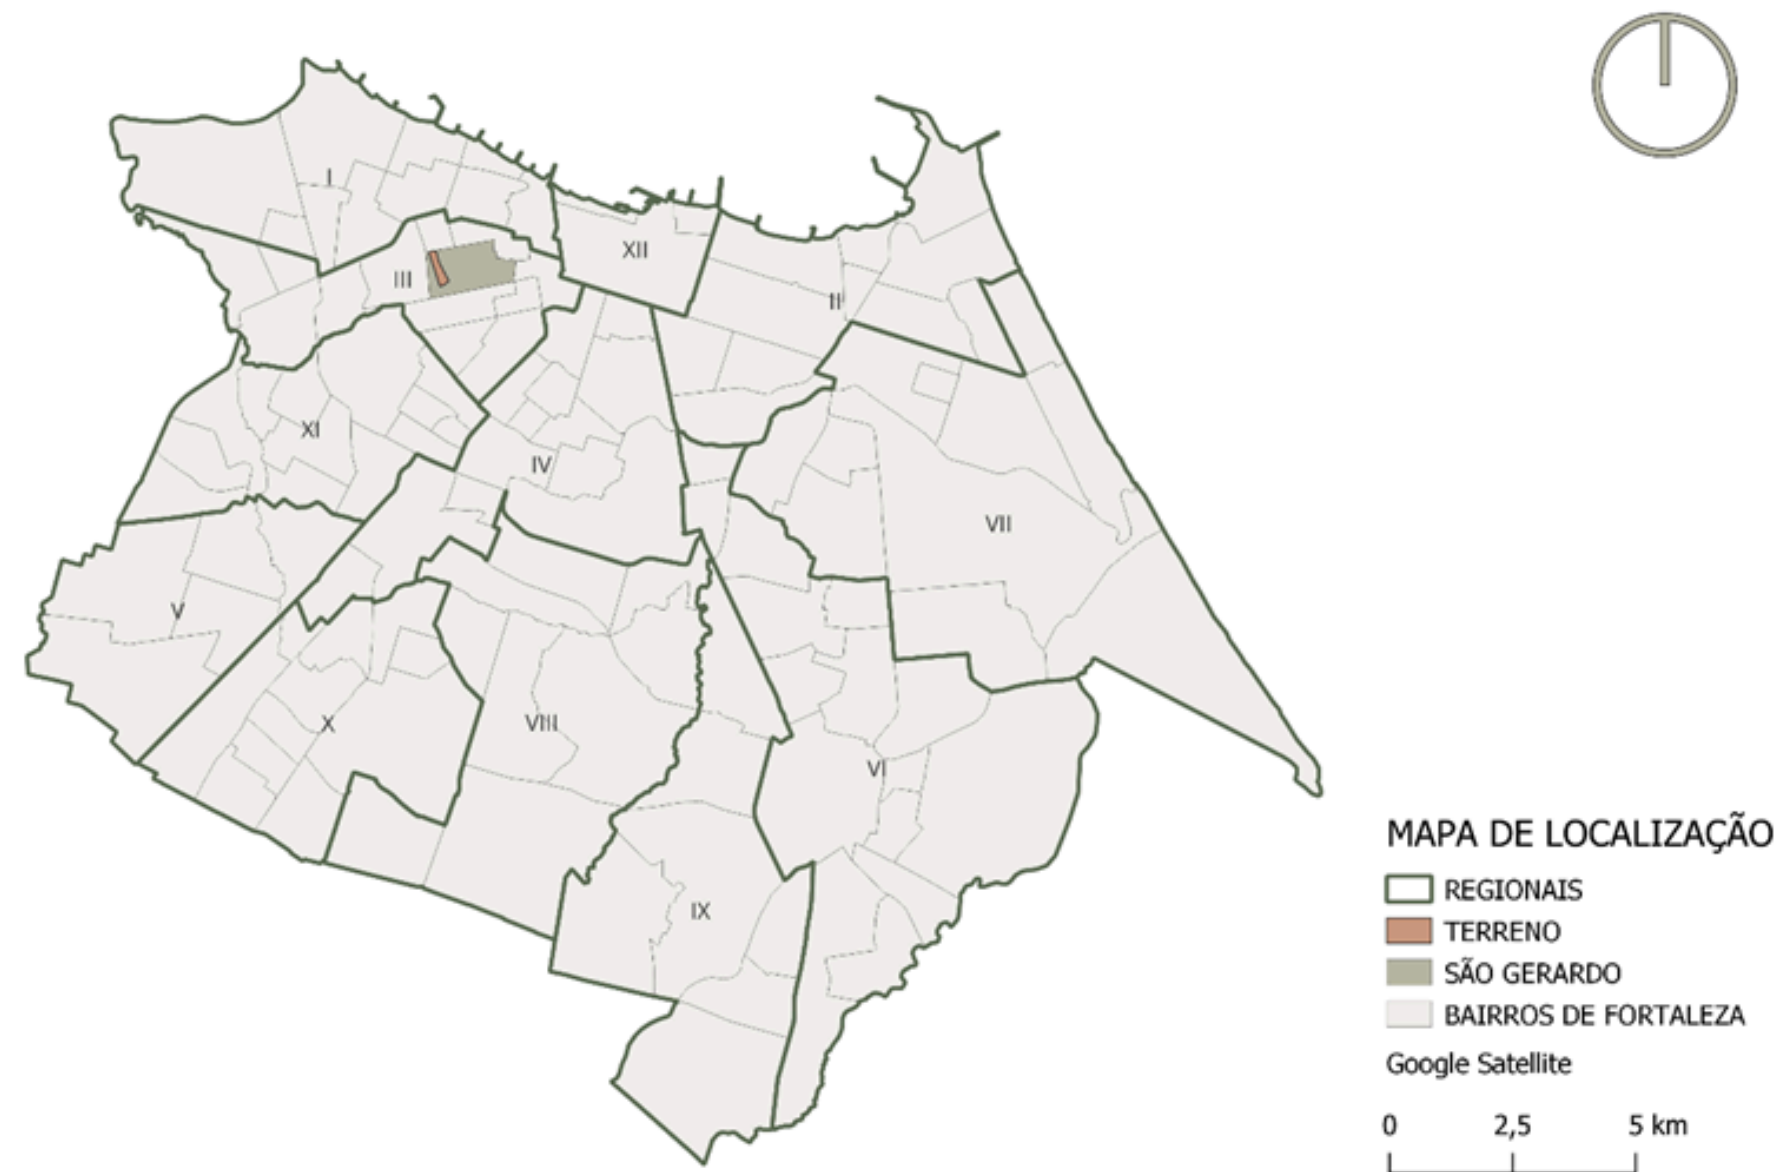 I
XII
III
II
XI
IV
VII
V
X
VIII
VI
IX
MAPA DE LOCALIZAÇÃO
REGIONAIS
TERRENO
SÃO GERARDO
BAIRROS DE FORTALEZA
Google Satellite
0 2,5 5 km